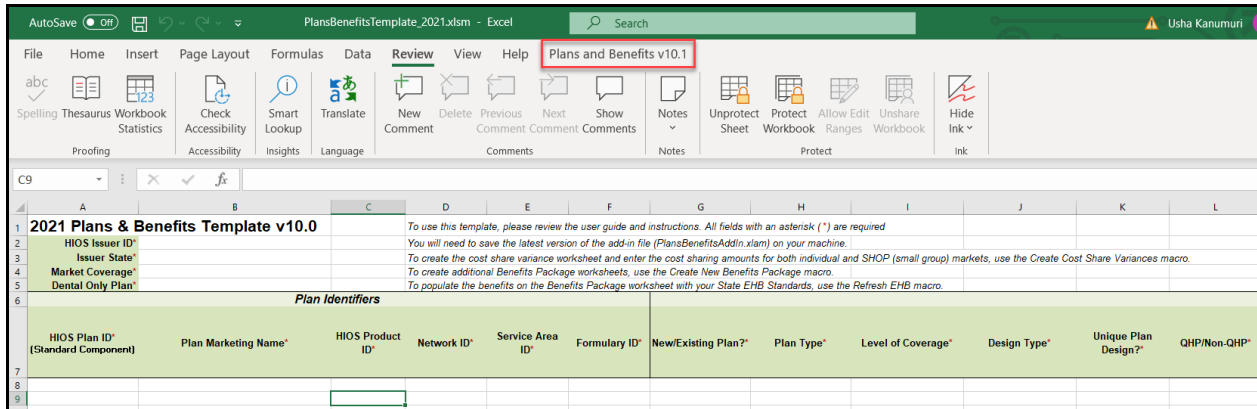 AutoSave Off PlansBenefitsTemplate_2021.xlsm - Excel Search Usha Kanumuri
File Home Insert Page Layout Formulas Data Review View Help Plans and Benefits v10.1
abc 123
Spelling Thesaurus Workbook Statistics Check Accessibility Smart Lookup Translate New Comment Delete Previous Comment Next Comment Show Comments Notes Unprotect Sheet Protect Workbook Allow Edit Ranges Unshare Workbook Hide Ink
Proofing Accessibility Insights Language Comments Notes Protect Ink
C9 fx
A B C D E F G H I J K L
1 2021 Plans & Benefits Template v10.0 To use this template, please review the user guide and instructions. All fields with an asterisk (*) are required
2 HIOS Issuer ID* You will need to save the latest version of the add-in file (PlansBenefitsAddIn.xlam) on your machine.
3 Issuer State* To create the cost share variance worksheet and enter the cost sharing amounts for both individual and SHOP (small group) markets, use the Create Cost Share Variances macro.
4 Market Coverage* To create additional Benefits Package worksheets, use the Create New Benefits Package macro.
5 Dental Only Plan* To populate the benefits on the Benefits Package worksheet with your State EHB Standards, use the Refresh EHB macro.
6 Plan Identifiers
7 HIOS Plan ID* (Standard Component) Plan Marketing Name* HIOS Product ID* Network ID* Service Area ID* Formulary ID* New/Existing Plan?* Plan Type* Level of Coverage* Design Type* Unique Plan Design?* QHP/Non-QHP*
8
9